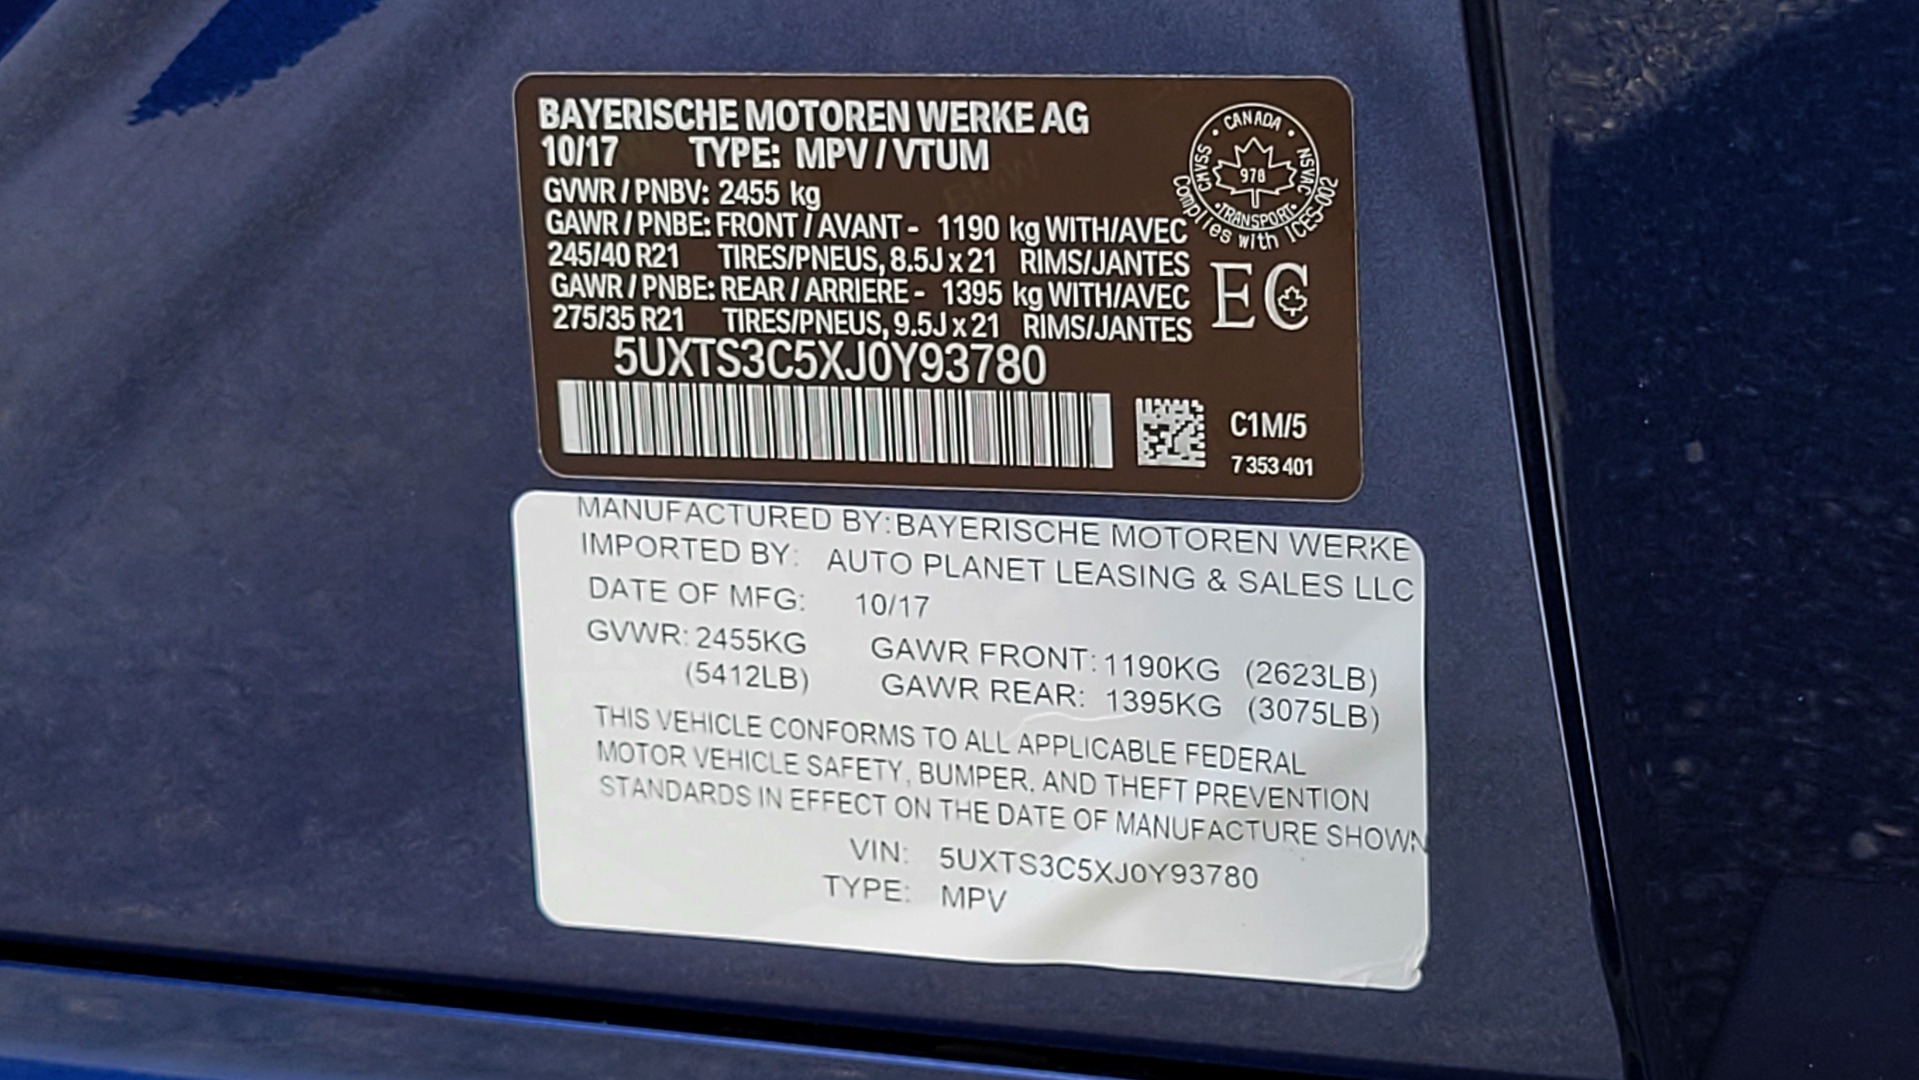 BAYERISCHE MOTOREN WERKE AG
10/17 TYPE: MPV / VTUM
GVWR / PNBV: 2455 kg
GAWR / PNBE: FRONT / AVANT - 1190 kg WITH/AVEC
245/40 R21 TIRES/PNEUS, 8.5J x 21 RIMS/JANTES
GAWR / PNBE: REAR / ARRIERE - 1395 kg WITH/AVEC
275/35 R21 TIRES/PNEUS, 9.5J x 21 RIMS/JANTES
5UXTS3C5XJ0Y93780
CANADA
CMVSS
978
NSVAC
TRANSPORT
Complies with ICES-002
EC
C1M/5
7 353 401
MANUFACTURED BY: BAYERISCHE MOTOREN WERKE
IMPORTED BY: AUTO PLANET LEASING & SALES LLC
DATE OF MFG: 10/17
GVWR: 2455KG GAWR FRONT: 1190KG (2623LB)
(5412LB) GAWR REAR: 1395KG (3075LB)
THIS VEHICLE CONFORMS TO ALL APPLICABLE FEDERAL
MOTOR VEHICLE SAFETY, BUMPER, AND THEFT PREVENTION
STANDARDS IN EFFECT ON THE DATE OF MANUFACTURE SHOWN
VIN: 5UXTS3C5XJ0Y93780
TYPE: MPV